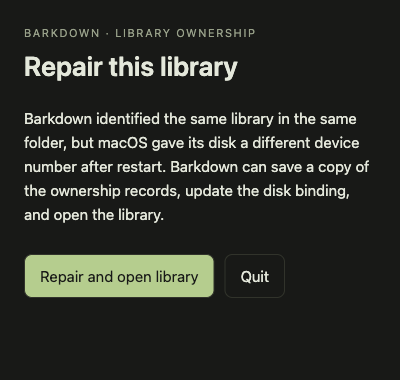 BARKDOWN · LIBRARY OWNERSHIP
Repair this library
Barkdown identified the same library in the same
folder, but macOS gave its disk a different device
number after restart. Barkdown can save a copy of
the ownership records, update the disk binding,
and open the library.
Repair and open library
Quit